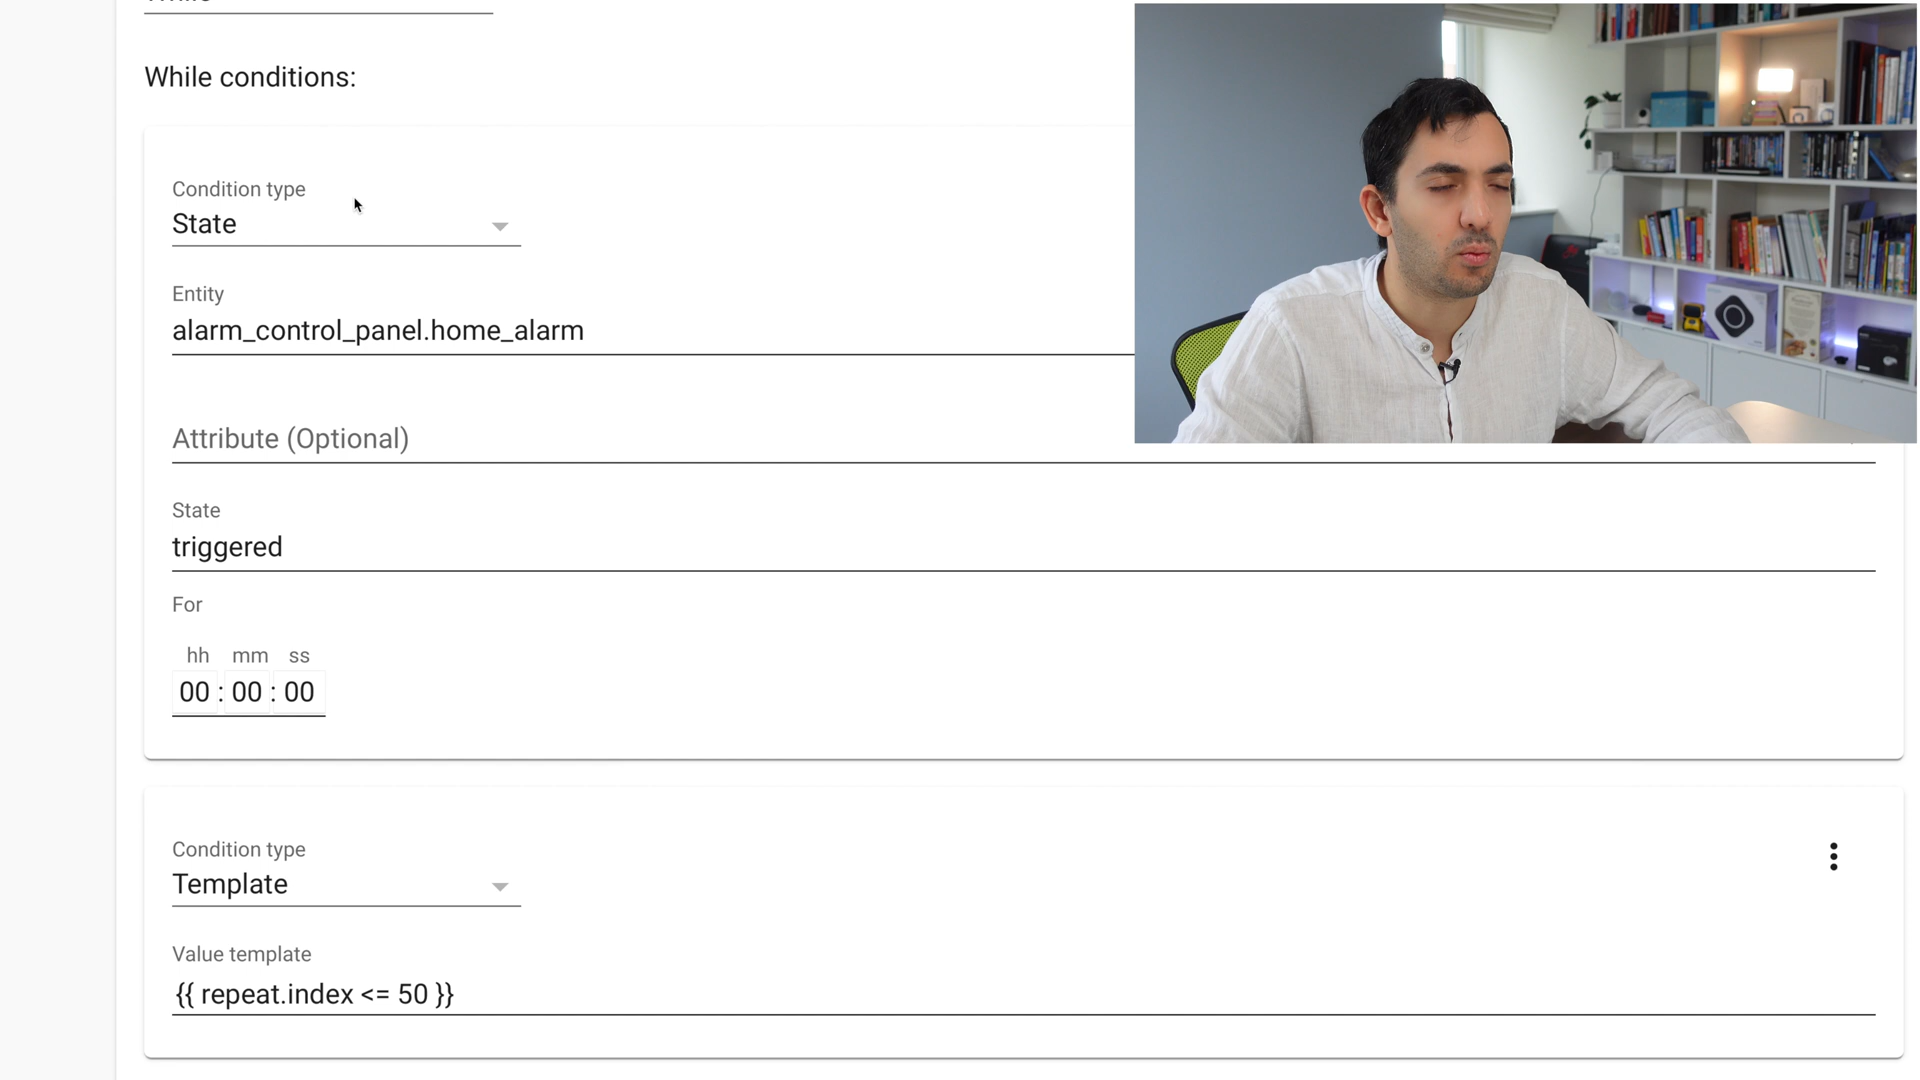 While conditions:
Condition type
State
Entity
alarm_control_panel.home_alarm
Attribute (Optional)
State
triggered
For
hh mm ss
00 : 00 : 00
Condition type
Template
Value template
{{ repeat.index <= 50 }}